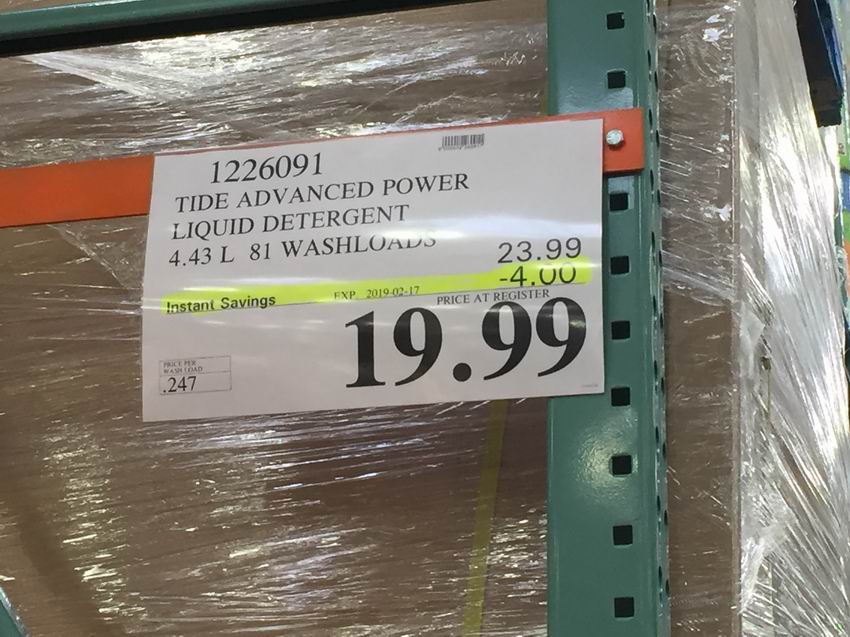 1226091
TIDE ADVANCED POWER
LIQUID DETERGENT
4.43 L 81 WASHLOADS
23.99
-4.00
Instant Savings EXP. 2019-02-17
PRICE AT REGISTER
19.99
PRICE PER
WASH LOAD
.247